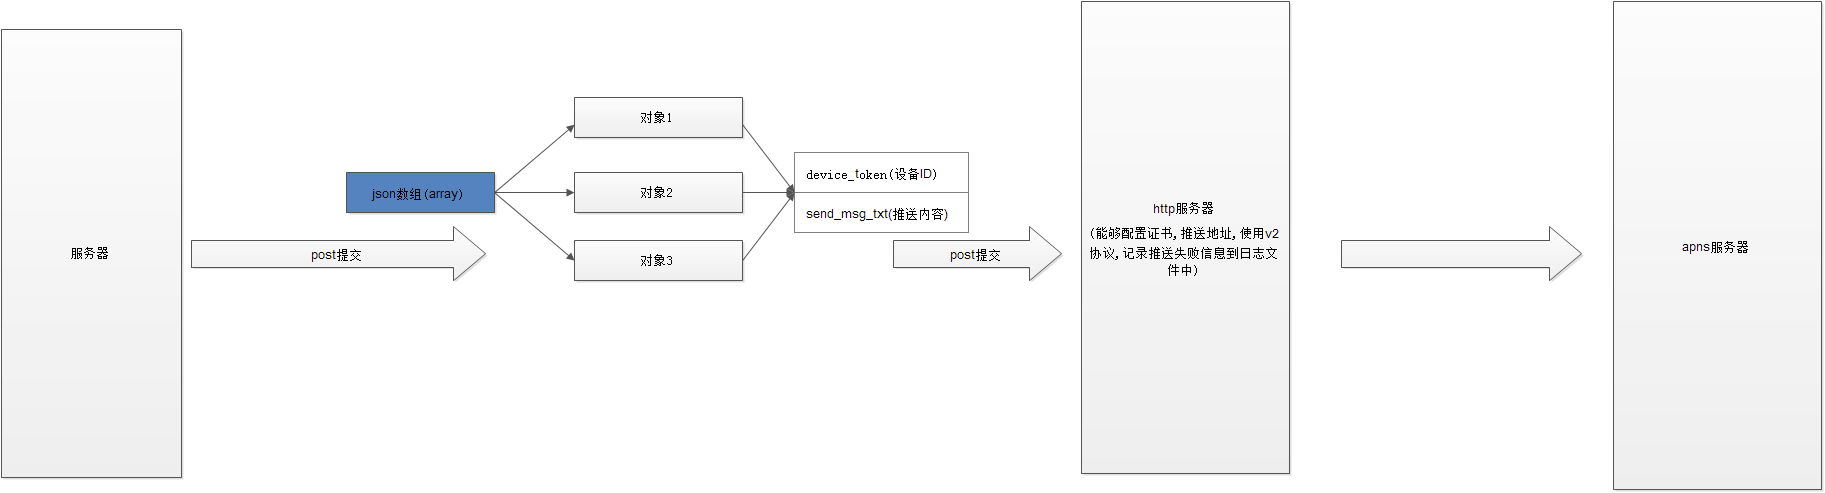 服务器
post提交
json数组(array)
对象1
对象2
对象3
device_token(设备ID)
send_msg_txt(推送内容)
post提交
http服务器
(能够配置证书,推送地址,使用v2
协议,记录推送失败信息到日志文
件中)
apns服务器